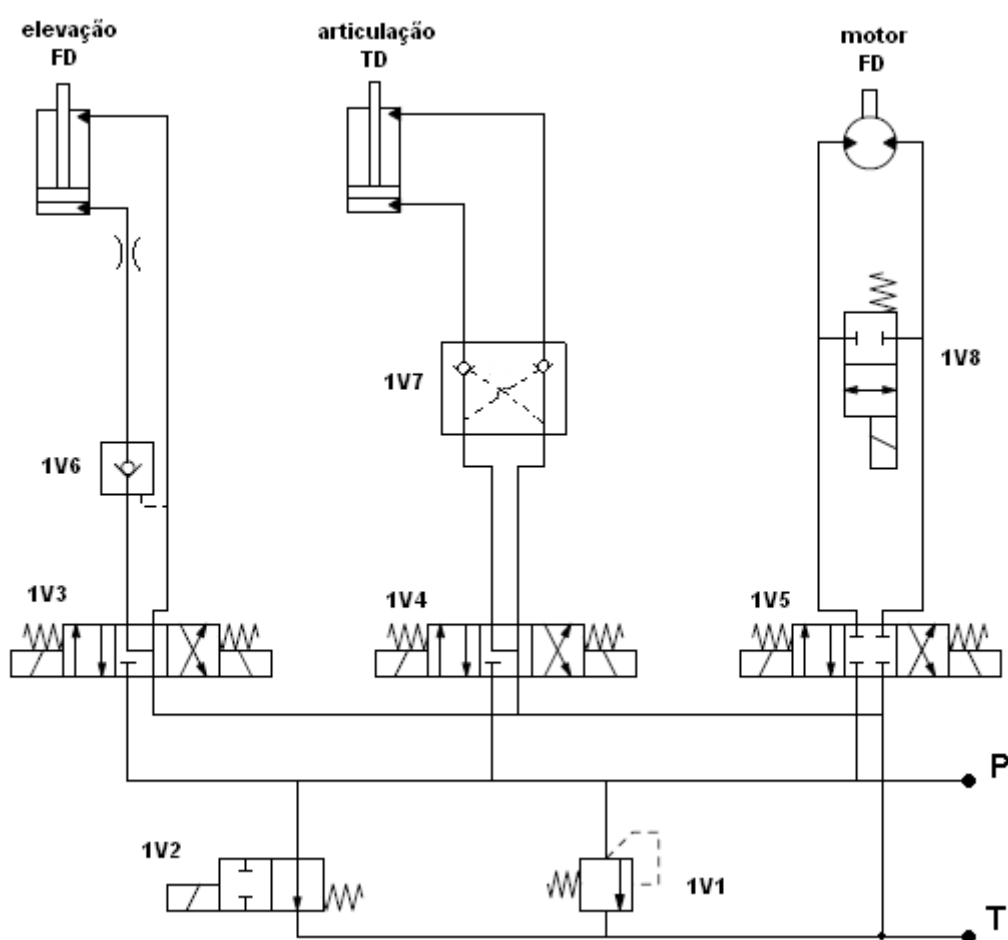 elevação
FD
articulação
TD
motor
FD
1V8
1V7
1V6
1V3
1V4
1V5
P
1V2
1V1
T